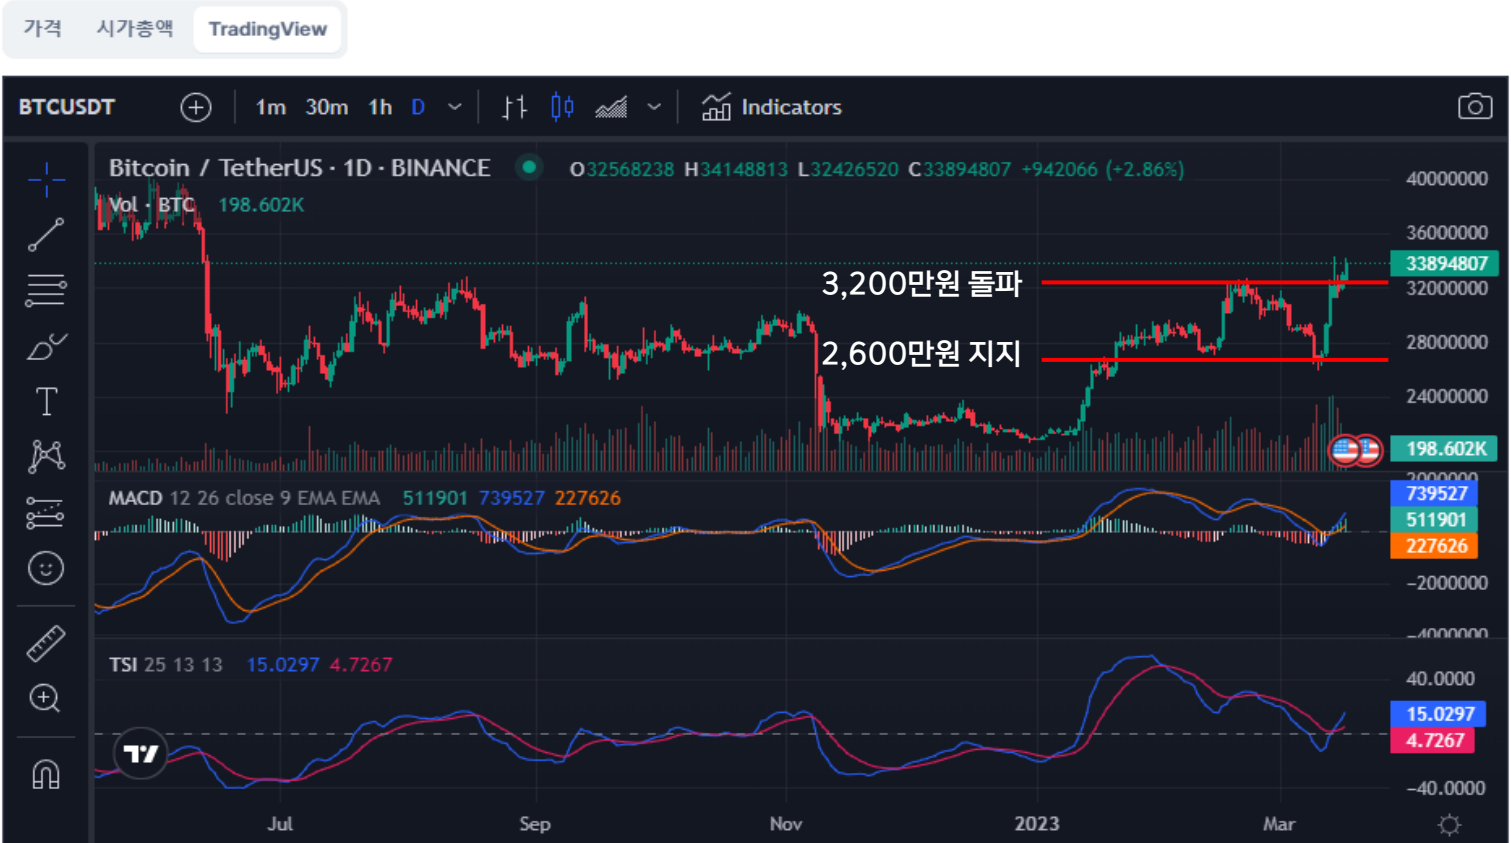 가격 시가총액 TradingView
BTCUSDT 1m 30m 1h D Indicators
Bitcoin / TetherUS · 1D · BINANCE O32568238 H34148813 L32426520 C33894807 +942066 (+2.86%)
Vol · BTC 198.602K
40000000
36000000
33894807
32000000
28000000
24000000
198.602K
3,200만원 돌파
2,600만원 지지
MACD 12 26 close 9 EMA EMA 511901 739527 227626
2000000
739527
511901
227626
−2000000
−4000000
TSI 25 13 13 15.0297 4.7267
40.0000
15.0297
4.7267
−40.0000
Jul Sep Nov 2023 Mar